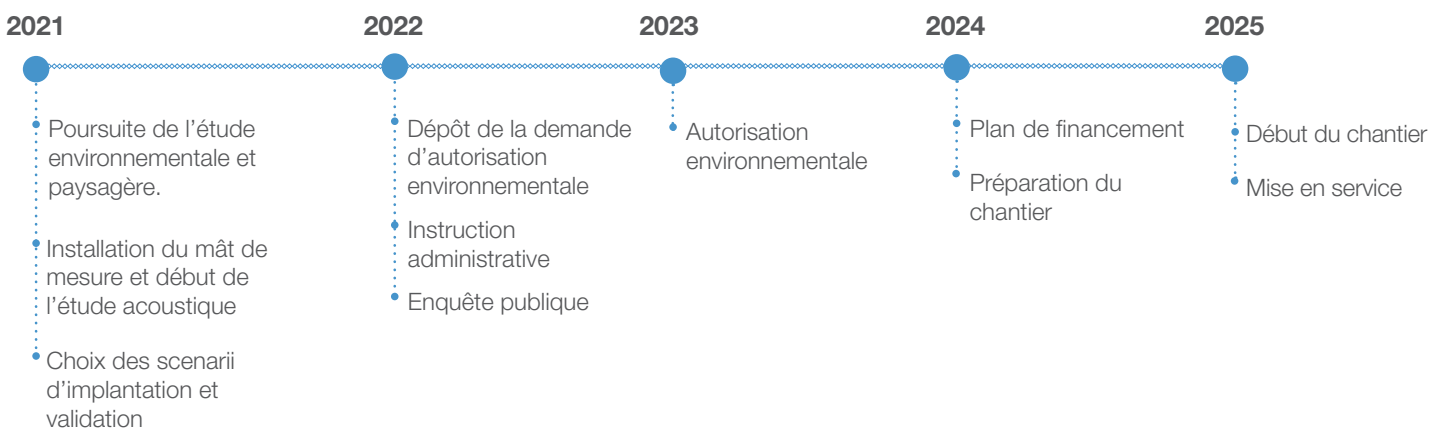 2021
Poursuite de l’étude
environnementale et
paysagère.
Installation du mât de
mesure et début de
l’étude acoustique
Choix des scenarii
d’implantation et
validation
2022
Dépôt de la demande
d’autorisation
environnementale
Instruction
administrative
Enquête publique
2023
Autorisation
environnementale
2024
Plan de financement
Préparation du
chantier
2025
Début du chantier
Mise en service